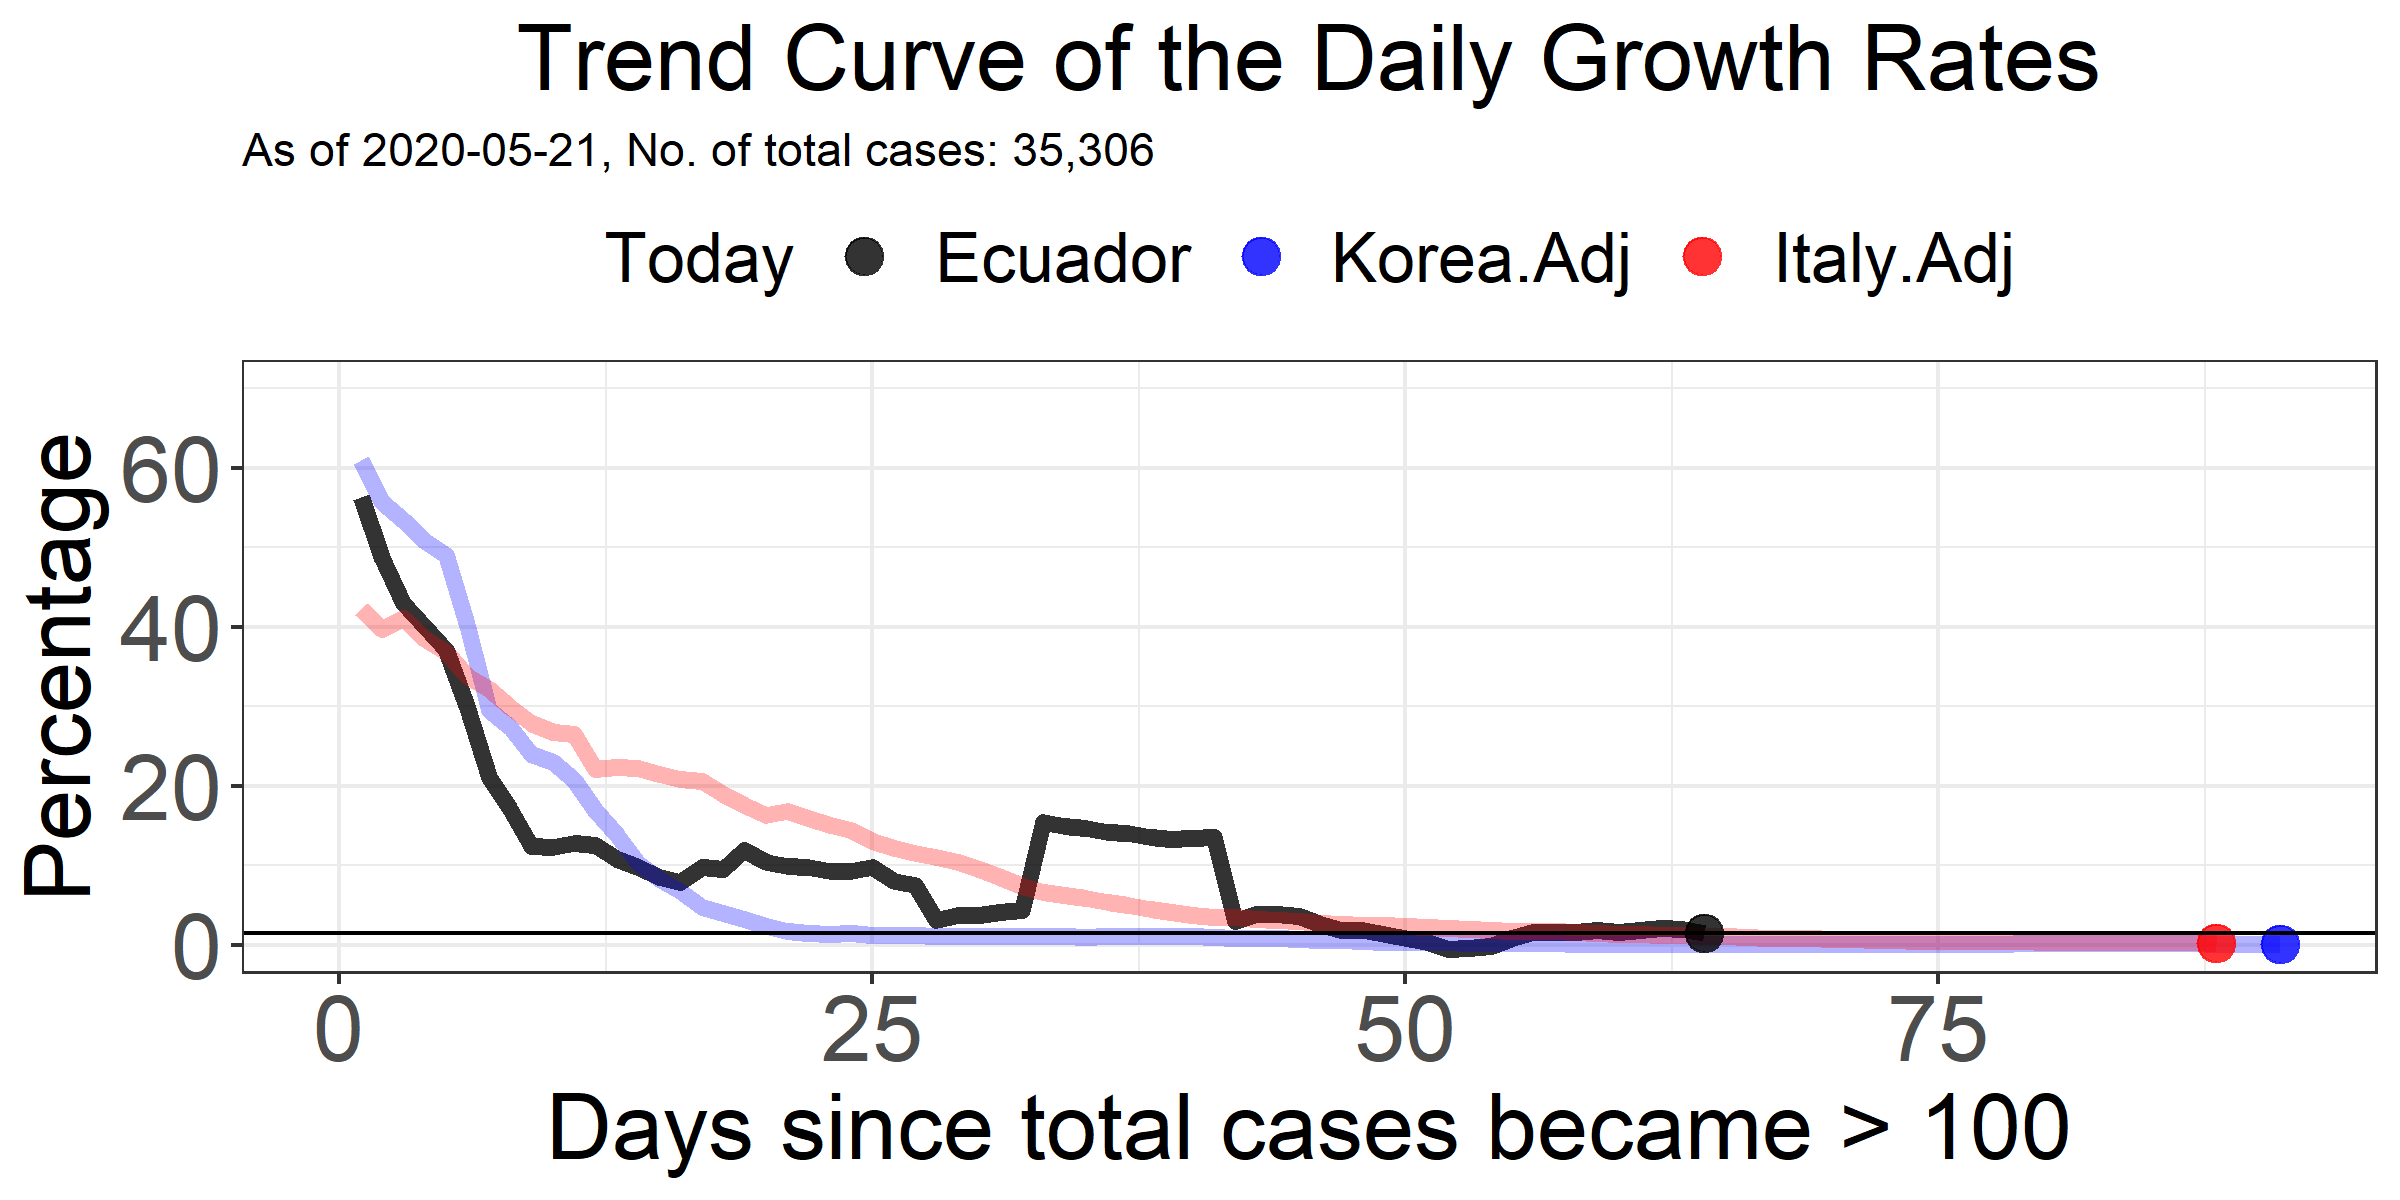 Trend Curve of the Daily Growth Rates
As of 2020-05-21, No. of total cases: 35,306
Today Ecuador Korea.Adj Italy.Adj
Percentage
60
40
20
0
0 25 50 75
Days since total cases became > 100